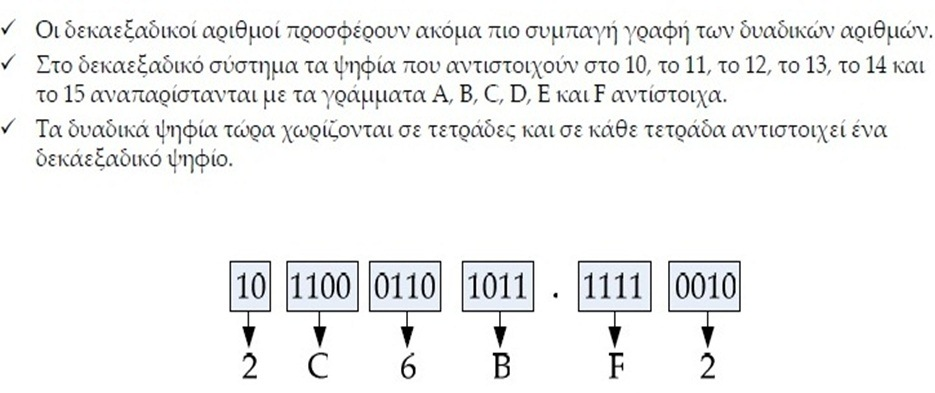 ✓ Οι δεκαεξαδικοί αριθμοί προσφέρουν ακόμα πιο συμπαγή γραφή των δυαδικών αριθμών.
✓ Στο δεκαεξαδικό σύστημα τα ψηφία που αντιστοιχούν στο 10, το 11, το 12, το 13, το 14 και
το 15 αναπαρίστανται με τα γράμματα A, B, C, D, E και F αντίστοιχα.
✓ Τα δυαδικά ψηφία τώρα χωρίζονται σε τετράδες και σε κάθε τετράδα αντιστοιχεί ένα
δεκάεξαδικό ψηφίο.
10 1100 0110 1011 . 1111 0010
2 C 6 B F 2